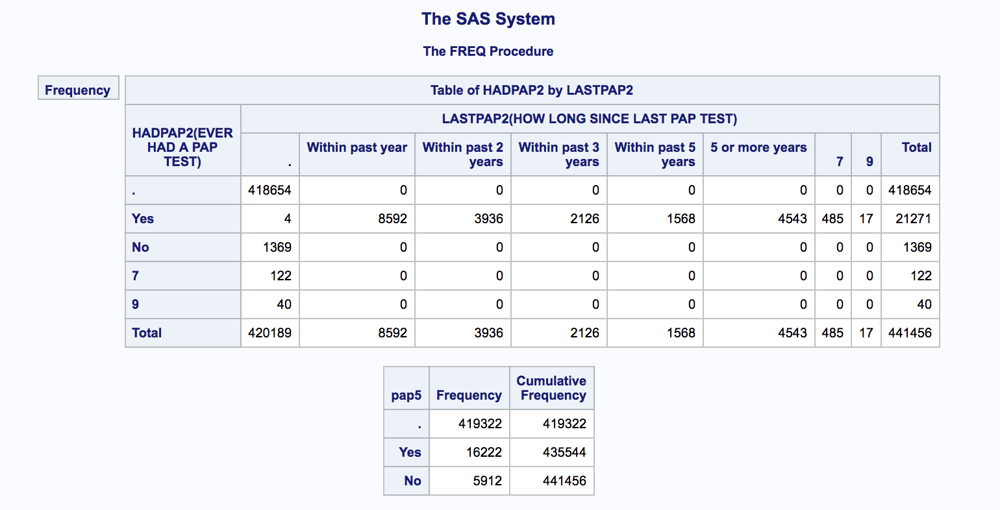 The SAS System
The FREQ Procedure
Frequency
Table of HADPAP2 by LASTPAP2
HADPAP2(EVER
HAD A PAP
TEST)
LASTPAP2(HOW LONG SINCE LAST PAP TEST)
. Within past year Within past 2 years Within past 3 years Within past 5 years 5 or more years 7 9 Total
. 418654 0 0 0 0 0 0 0 418654
Yes 4 8592 3936 2126 1568 4543 485 17 21271
No 1369 0 0 0 0 0 0 0 1369
7 122 0 0 0 0 0 0 0 122
9 40 0 0 0 0 0 0 0 40
Total 420189 8592 3936 2126 1568 4543 485 17 441456
pap5 Frequency Cumulative Frequency
. 419322 419322
Yes 16222 435544
No 5912 441456